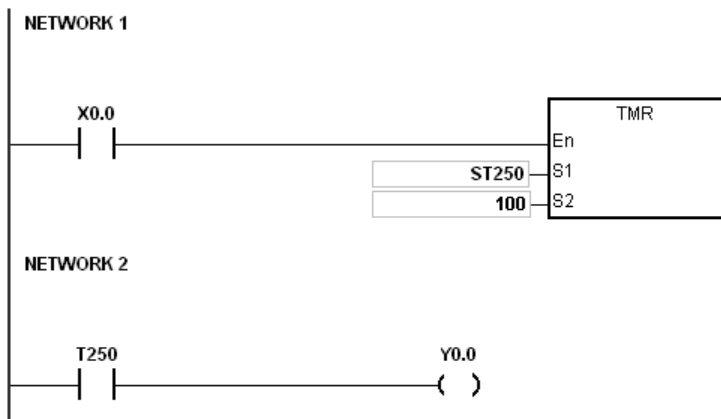 NETWORK 1
X0.0
TMR
En
ST250 S1
100 S2
NETWORK 2
T250 Y0.0